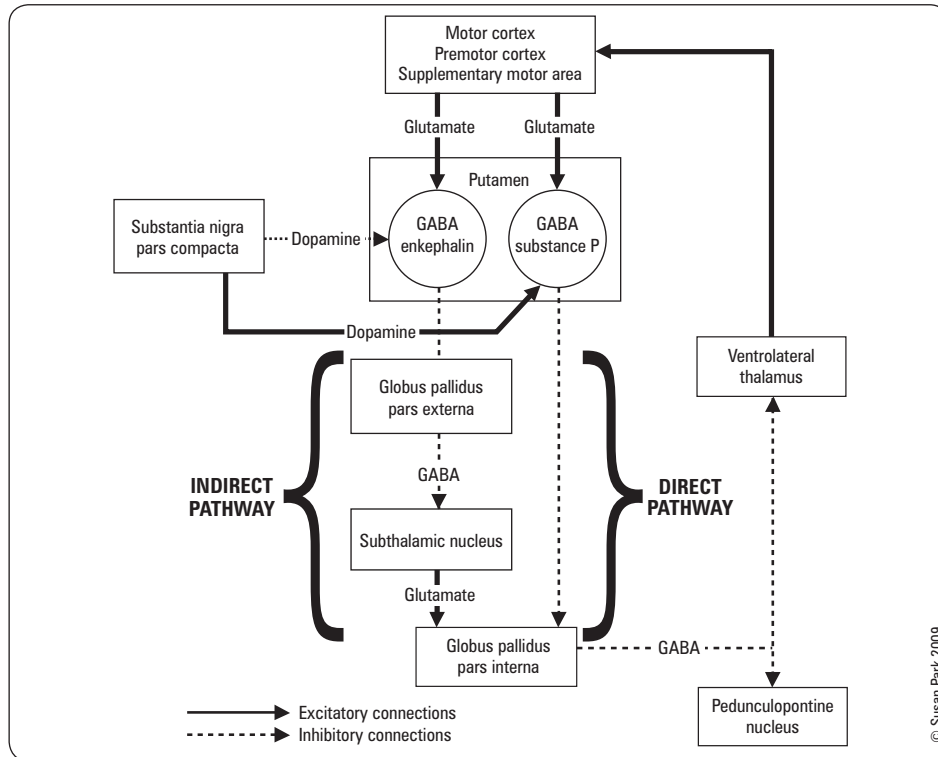 Motor cortex
Premotor cortex
Supplementary motor area
Glutamate
Glutamate
Putamen
GABA
enkephalin
GABA
substance P
Substantia nigra
pars compacta
Dopamine
Dopamine
Ventrolateral
thalamus
Globus pallidus
pars externa
INDIRECT
PATHWAY
GABA
DIRECT
PATHWAY
Subthalamic nucleus
Glutamate
Globus pallidus
pars interna
GABA
Pedunculopontine
nucleus
Excitatory connections
Inhibitory connections
© Susan Park 2009